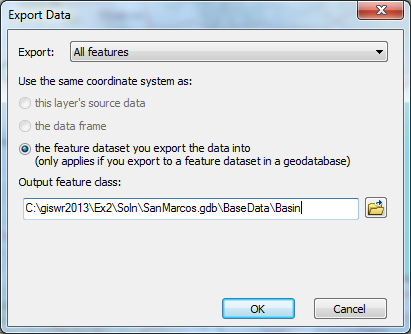 Export Data
Export: All features
Use the same coordinate system as:
this layer's source data
the data frame
the feature dataset you export the data into
(only applies if you export to a feature dataset in a geodatabase)
Output feature class:
C:\giswr2013\Ex2\Soln\SanMarcos.gdb\BaseData\Basin
OK Cancel